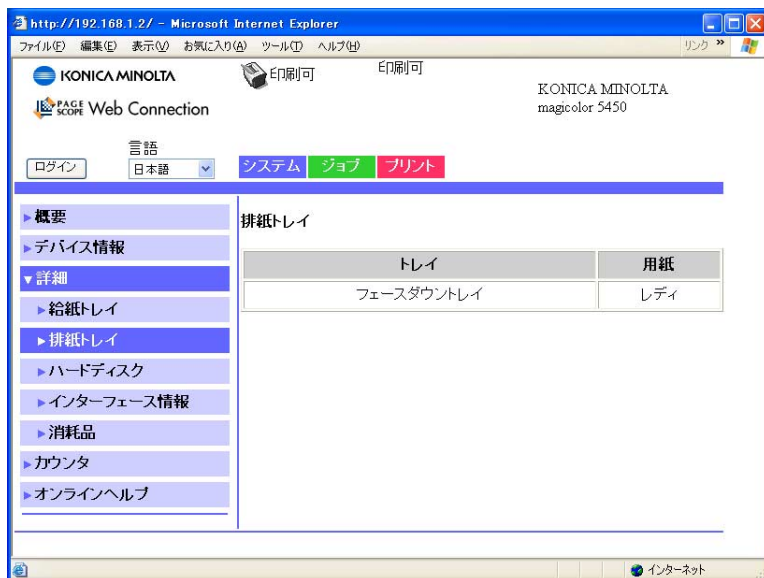 http://192.168.1.2/ - Microsoft Internet Explorer
ファイル(F) 編集(E) 表示(V) お気に入り(A) ツール(T) ヘルプ(H) リンク »
KONICA MINOLTA
印刷可
印刷可
KONICA MINOLTA
magicolor 5450
PAGE SCOPE Web Connection
言語
ログイン
日本語
システム ジョブ プリント
概要
デバイス情報
詳細
給紙トレイ
排紙トレイ
ハードディスク
インターフェース情報
消耗品
カウンタ
オンラインヘルプ
排紙トレイ
トレイ 用紙
フェースダウントレイ レディ
インターネット